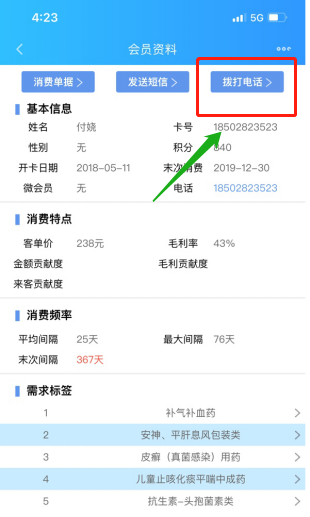 4:23 5G
会员资料
消费单据 > 发送短信 > 拨打电话 >
基本信息
姓名 付娆 卡号 18502823523
性别 无 积分 840
开卡日期 2018-05-11 末次消费 2019-12-30
微会员 无 电话 18502823523
消费特点
客单价 238元 毛利率 43%
金额贡献度 毛利贡献度
来客贡献度
消费频率
平均间隔 25天 最大间隔 76天
末次间隔 367天
需求标签
1 补气补血药
2 安神、平肝息风包装类
3 皮癣（真菌感染）用药
4 儿童止咳化痰平喘中成药
5 抗生素-头孢菌素类